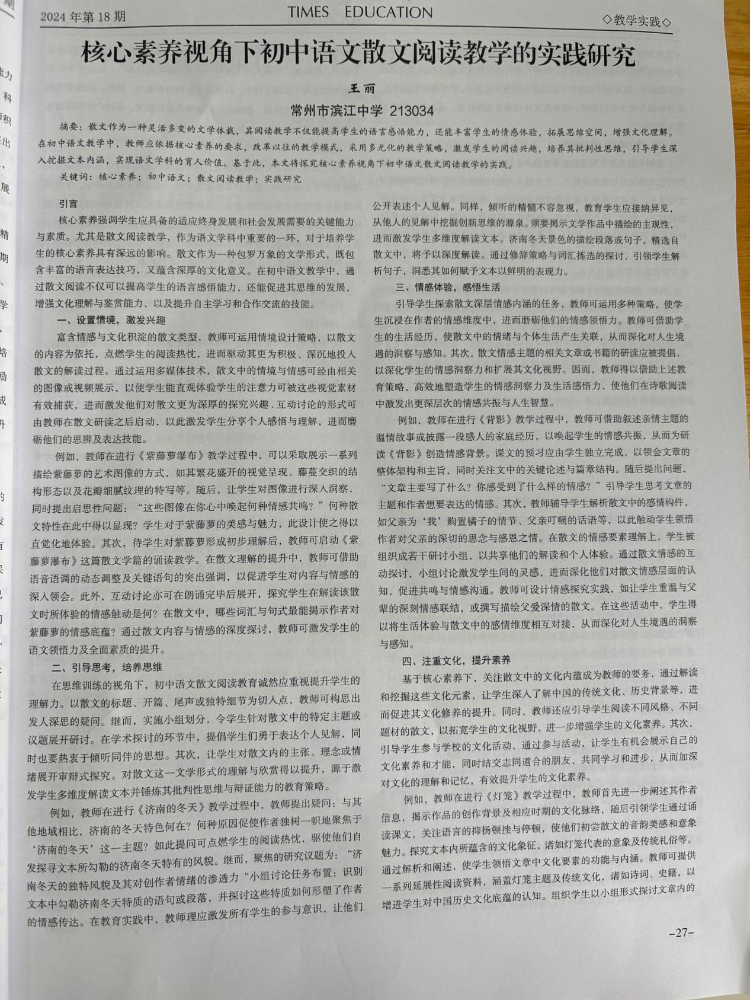 2024 年第 18 期
TIMES EDUCATION
◇教学实践◇
核心素养视角下初中语文散文阅读教学的实践研究
王 丽
常州市滨江中学 213034
摘要：散文作为一种灵活多变的文学体裁，其阅读教学不仅能提高学生的语言感悟能力，还能丰富学生的情感体验，拓展思维空间，增强文化理解。
在初中语文教学中，教师应依据核心素养的要求，改革以往的教学模式，采用多元化的教学策略，激发学生的阅读兴趣，培养其批判性思维，引导学生深
入挖掘文本内涵，实现语文学科的育人价值。基于此，本文将探究核心素养视角下初中语文散文阅读教学的实践。
关键词：核心素养；初中语文；散文阅读教学；实践研究
引言
核心素养强调学生应具备的适应终身发展和社会发展需要的关键能力
与素质。尤其是散文阅读教学，作为语文学科中重要的一环，对于培养学
生的核心素养具有深远的影响。散文作为一种包罗万象的文学形式，既包
含丰富的语言表达技巧，又蕴含深厚的文化意义。在初中语文教学中，通
过散文阅读不仅可以提高学生的语言感悟能力，还能促进其思维的发展，
增强文化理解与鉴赏能力，以及提升自主学习和合作交流的技能。
一、设置情境，激发兴趣
富含情感与文化积淀的散文类型，教师可运用情境设计策略，以散文
的内容为依托，点燃学生的阅读热忱，进而驱动其更为积极、深沉地投入
散文的解读过程。通过运用多媒体技术，散文中的情境与情感可经由相关
的图像或视频展示，以使学生能直观体验学生的注意力可被这些视觉素材
有效捕获，进而激发他们对散文更为深厚的探究兴趣.互动讨论的形式可
由教师在散文研读之后启动，以此激发学生分享个人感悟与理解，进而磨
砺他们的思辨及表达技能。
例如，教师在进行《紫藤萝瀑布》教学过程中，可以采取展示一系列
描绘紫藤萝的艺术图像的方式，如其繁花盛开的视觉呈现、藤蔓交织的结
构形态以及花瓣细腻纹理的特写等。随后，让学生对图像进行深入洞察，
同时提出启思性问题：“这些图像在你心中唤起何种情感共鸣？”何种散
文特性在此中得以显现？学生对于紫藤萝的美感与魅力，此设计使之得以
直觉化地体验。其次，待学生对紫藤萝形成初步理解后，教师可启动《紫
藤萝瀑布》这篇散文学篇的诵读教学。在散文理解的提升中，教师可借助
语音语调的动态调整及关键语句的突出强调，以促进学生对内容与情感的
深入领会。此外，互动讨论亦可在朗诵完毕后展开，探究学生在解读该散
文时所体验的情感触动是何？在散文中，哪些词汇与句式最能揭示作者对
紫藤萝的情感底蕴？通过散文内容与情感的深度探讨，教师可激发学生的
语文领悟力及全面素质的提升。
二、引导思考，培养思维
在思维训练的视角下，初中语文散文阅读教育诚然应重视提升学生的
理解力。以散文的标题、开篇、尾声或独特细节为切入点，教师可构思出
发人深思的疑问。继而，实施小组划分，令学生针对散文中的特定主题或
议题展开研讨。在学术探讨的环节中，提倡学生们勇于表达个人见解，同
时也要热衷于倾听同伴的思想。其次，让学生对散文内的主张、理念或情
绪展开审辩式探究。对散文这一文学形式的理解与欣赏得以提升，源于激
发学生多维度解读文本并锤炼其批判性思维与辩证能力的教育策略。
例如，教师在进行《济南的冬天》教学过程中，教师提出疑问：与其
他地域相比，济南的冬天特色何在？何种原因促使作者独树一帜地聚焦于
‘济南的冬天’这一主题？如此提问可点燃学生的阅读热忱，驱使他们自
发探寻文本所勾勒的济南冬天特有的风貌。继而，聚焦的研究议题为：“济
南冬天的独特风貌及其对创作者情绪的渗透力“小组讨论任务布置：识别
文本中勾勒济南冬天特质的语句或段落，并探讨这些特质如何形塑了作者
的情感传达。在教育实践中，教师理应激发所有学生的参与意识，让他们
公开表述个人见解。同样，倾听的精髓不容忽视，教育学生应接纳异见，
从他人的见解中挖掘创新思维的源泉。须要揭示文学作品中描绘的主观性，
进而激发学生多维度解读文本。济南冬天景色的描绘段落或句子，精选自
散文中，将予以深度解读。通过修辞策略与词汇拣选的探讨，引领学生解
析句子，洞悉其如何赋予文本以鲜明的表现力。
三、情感体验，感悟生活
引导学生探索散文深层情感内涵的任务，教师可运用多种策略，使学
生沉浸在作者的情感维度中，进而磨砺他们的情感领悟力。教师可借助学
生的生活经历，使散文中的情绪与个体生活产生关联，从而深化对人生境
遇的洞察与感知。其次，散文情感主题的相关文章或书籍的研读应被提倡，
以深化学生的情感洞察力和扩展其文化视野。因而，教师得以借助上述教
育策略，高效地塑造学生的情感洞察力及生活感悟力，使他们在诗歌阅读
中激发出更深层次的情感共振与人生智慧。
例如，教师在进行《背影》教学过程中，教师可借助叙述亲情主题的
温情故事或披露一段感人的家庭经历，以唤起学生的情感共振，从而为研
读《背影》创造情感背景。课文的预习应由学生独立完成，以领会文章的
整体架构和主旨，同时关注文中的关键论述与篇章结构。随后提出问题，
“文章主要写了什么？你感受到了什么样的情感？”引导学生思考文章的
主题和作者想要表达的情感。其次，教师辅导学生解析散文中的感情构件，
如父亲为‘我’购置橘子的情节、父亲叮嘱的话语等，以此触动学生领悟
作者对父亲的深切的思念与感恩之情。在散文的情感要素理解上，学生被
组织成若干研讨小组，以共享他们的解读和个人体验。通过散文情感的互
动探讨，小组讨论激发学生间的灵感，进而深化他们对散文情感层面的认
知，促进共鸣与情感沟通。教师可设计情感探究实践，如让学生重温与父
辈的深刻情感联结，或撰写描绘父爱深情的散文。在这些活动中，学生得
以将生活体验与散文中的感情维度相互对接，从而深化对人生境遇的洞察
与感知。
四、注重文化，提升素养
基于核心素养下，关注散文中的文化内蕴成为教师的要务，通过解读
和挖掘这些文化元素，让学生深入了解中国的传统文化、历史背景等，进
而促进其文化修养的提升。同时，教师还应引导学生阅读不同风格、不同
题材的散文，以拓宽学生的文化视野，进一步增强学生的文化素养。其次，
引导学生参与学校的文化活动，通过参与活动，让学生有机会展示自己的
文化素养和才能，同时结交志同道合的朋友，共同学习和进步，从而加深
对文化的理解和记忆，有效提升学生的文化素养。
例如，教师在进行《灯笼》教学过程中，教师首先进一步阐述其作者
信息，揭示作品的创作背景及相应时期的文化脉络，随后引领学生通过诵
读课文，关注语言的抑扬顿挫与停顿，使他们初尝散文的音韵美感和意象
魅力。探究文本内所蕴含的文化象征，诸如灯笼代表的意象及传统礼俗等。
通过解析和阐述，使学生领悟文章中文化要素的功能与内涵。教师可提供
一系列延展性阅读资料，涵盖灯笼主题及传统文化，诸如诗词、史籍，以
增进学生对中国历史文化底蕴的认知。组织学生以小组形式探讨文章内的
-27-